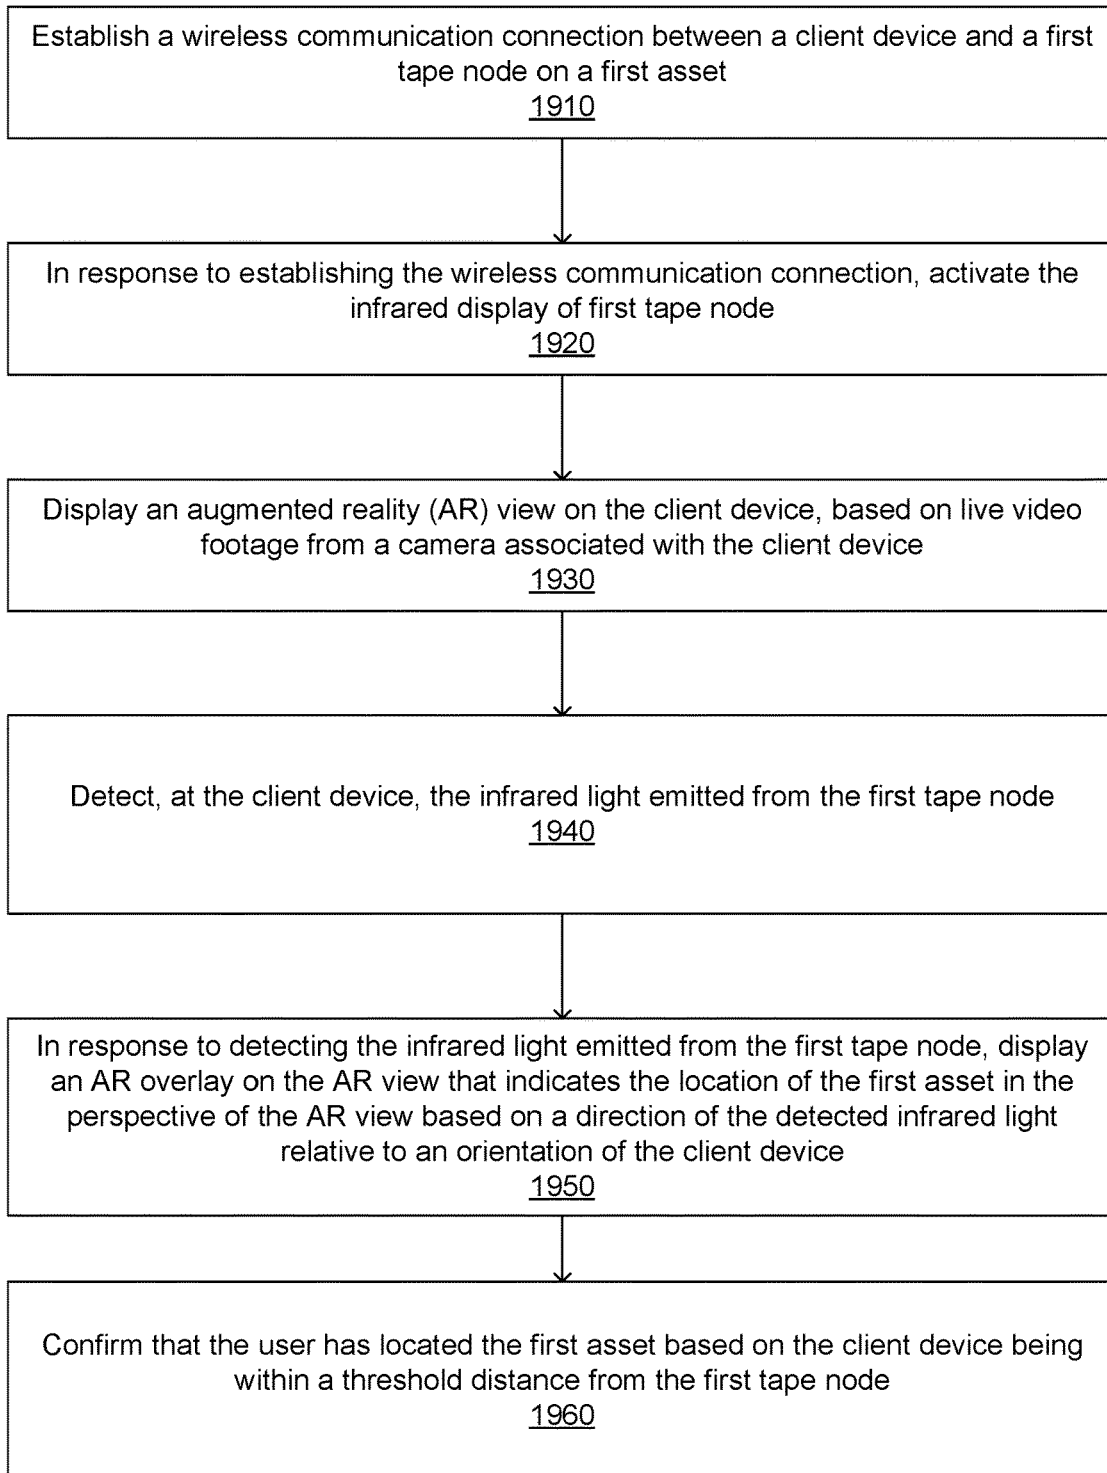 Establish a wireless communication connection between a client device and a first
tape node on a first asset
1910
In response to establishing the wireless communication connection, activate the
infrared display of first tape node
1920
Display an augmented reality (AR) view on the client device, based on live video
footage from a camera associated with the client device
1930
Detect, at the client device, the infrared light emitted from the first tape node
1940
In response to detecting the infrared light emitted from the first tape node, display
an AR overlay on the AR view that indicates the location of the first asset in the
perspective of the AR view based on a direction of the detected infrared light
relative to an orientation of the client device
1950
Confirm that the user has located the first asset based on the client device being
within a threshold distance from the first tape node
1960